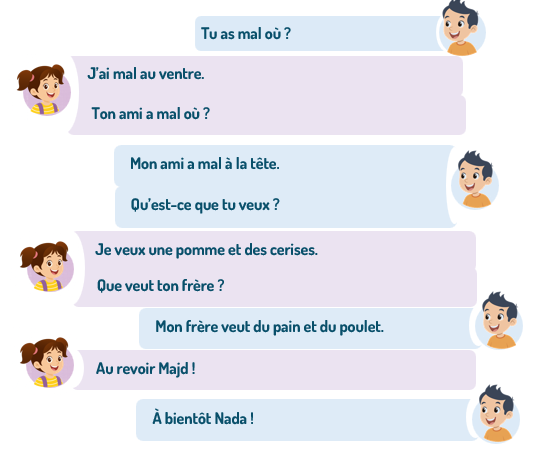 Tu as mal où ?
J'ai mal au ventre.
Ton ami a mal où ?
Mon ami a mal à la tête.
Qu'est-ce que tu veux ?
Je veux une pomme et des cerises.
Que veut ton frère ?
Mon frère veut du pain et du poulet.
Au revoir Majd !
À bientôt Nada !